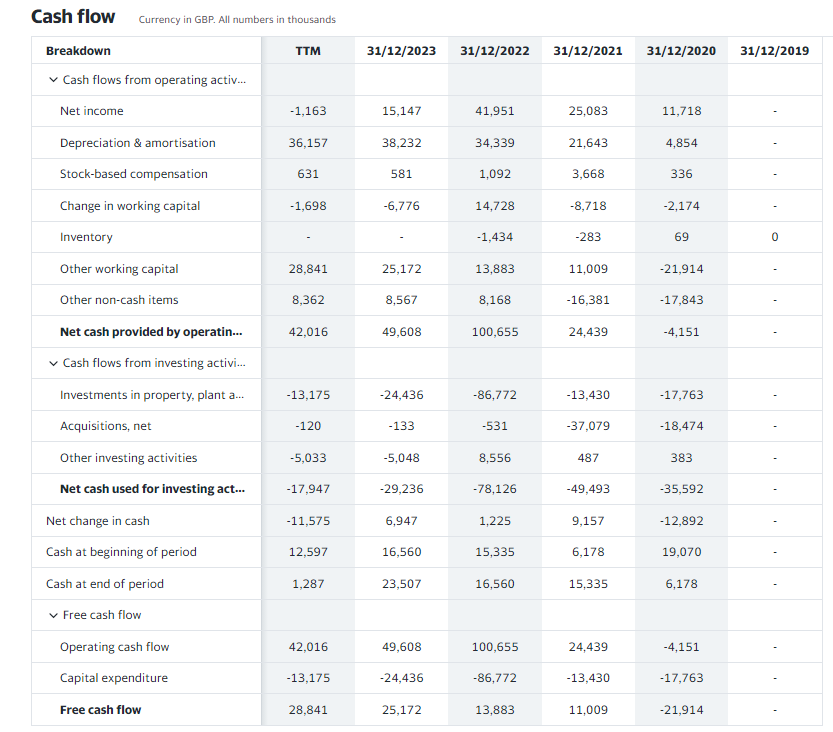 Cash flow Currency in GBP. All numbers in thousands
Breakdown TTM 31/12/2023 31/12/2022 31/12/2021 31/12/2020 31/12/2019
Cash flows from operating activ...
Net income -1,163 15,147 41,951 25,083 11,718 -
Depreciation & amortisation 36,157 38,232 34,339 21,643 4,854 -
Stock-based compensation 631 581 1,092 3,668 336 -
Change in working capital -1,698 -6,776 14,728 -8,718 -2,174 -
Inventory - - -1,434 -283 69 0
Other working capital 28,841 25,172 13,883 11,009 -21,914 -
Other non-cash items 8,362 8,567 8,168 -16,381 -17,843 -
Net cash provided by operatin... 42,016 49,608 100,655 24,439 -4,151 -
Cash flows from investing activi...
Investments in property, plant a... -13,175 -24,436 -86,772 -13,430 -17,763 -
Acquisitions, net -120 -133 -531 -37,079 -18,474 -
Other investing activities -5,033 -5,048 8,556 487 383 -
Net cash used for investing act... -17,947 -29,236 -78,126 -49,493 -35,592 -
Net change in cash -11,575 6,947 1,225 9,157 -12,892 -
Cash at beginning of period 12,597 16,560 15,335 6,178 19,070 -
Cash at end of period 1,287 23,507 16,560 15,335 6,178 -
Free cash flow
Operating cash flow 42,016 49,608 100,655 24,439 -4,151 -
Capital expenditure -13,175 -24,436 -86,772 -13,430 -17,763 -
Free cash flow 28,841 25,172 13,883 11,009 -21,914 -